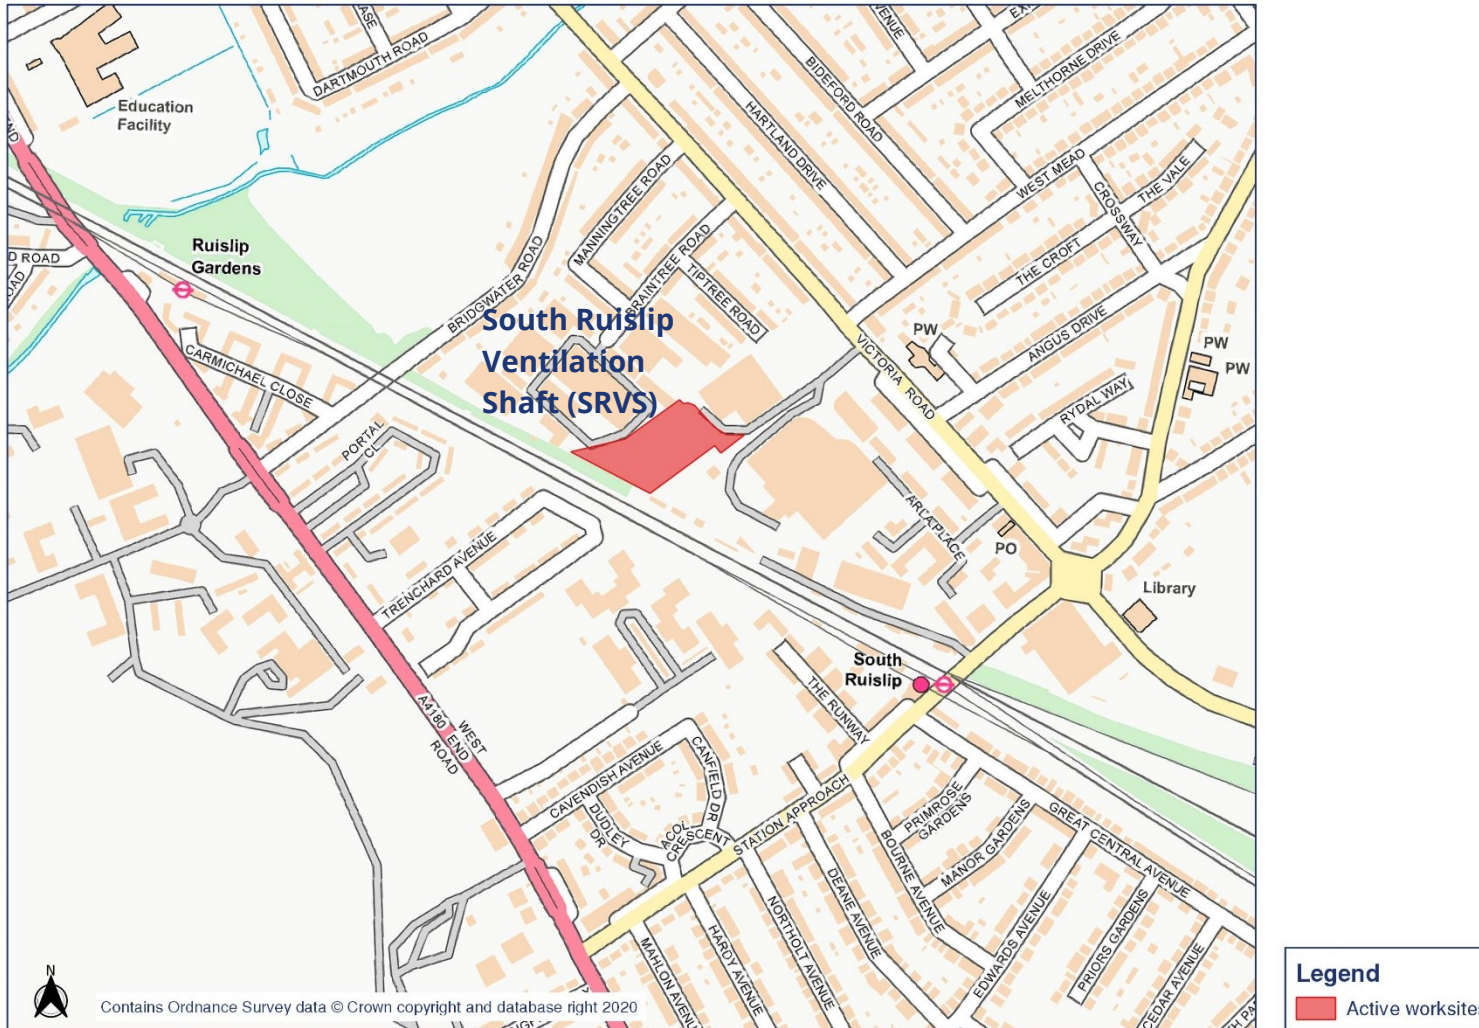 DARTMOUTH ROAD
Education
Facility
BIDEFORD ROAD
MELTHORNE DRIVE
HARTLAND DRIVE
WEST MEAD
THE VALE
CROSSWAY
THE CROFT
MANNINGTREE ROAD
Ruislip
Gardens
D ROAD
BRIDGWATER ROAD
BRAINTREE ROAD
TIPTREE ROAD
South Ruislip
Ventilation
Shaft (SRVS)
CARMICHAEL CLOSE
PW
ANGUS DRIVE
VICTORIA ROAD
PW
PW
RYDAL WAY
PORTAL
CL
ARLA PLACE
PO
TRENCHARD AVENUE
Library
South
Ruislip
THE RUNWAY
A4180
WEST
END
ROAD
CAVENDISH AVENUE
CANFIELD DR
DUDLEY
DR
ACOL
CRESCENT
STATION APPROACH
PRIMROSE
GARDENS
MANOR GARDENS
GREAT CENTRAL AVENUE
BOURNE AVENUE
DEANE AVENUE
NORTHOLT AVENUE
HARDY AVENUE
MAHLON AVENUE
EDWARDS AVENUE
PRIORS GARDENS
CEDAR AVENUE
N
Contains Ordnance Survey data © Crown copyright and database right 2020
Legend
Active worksite